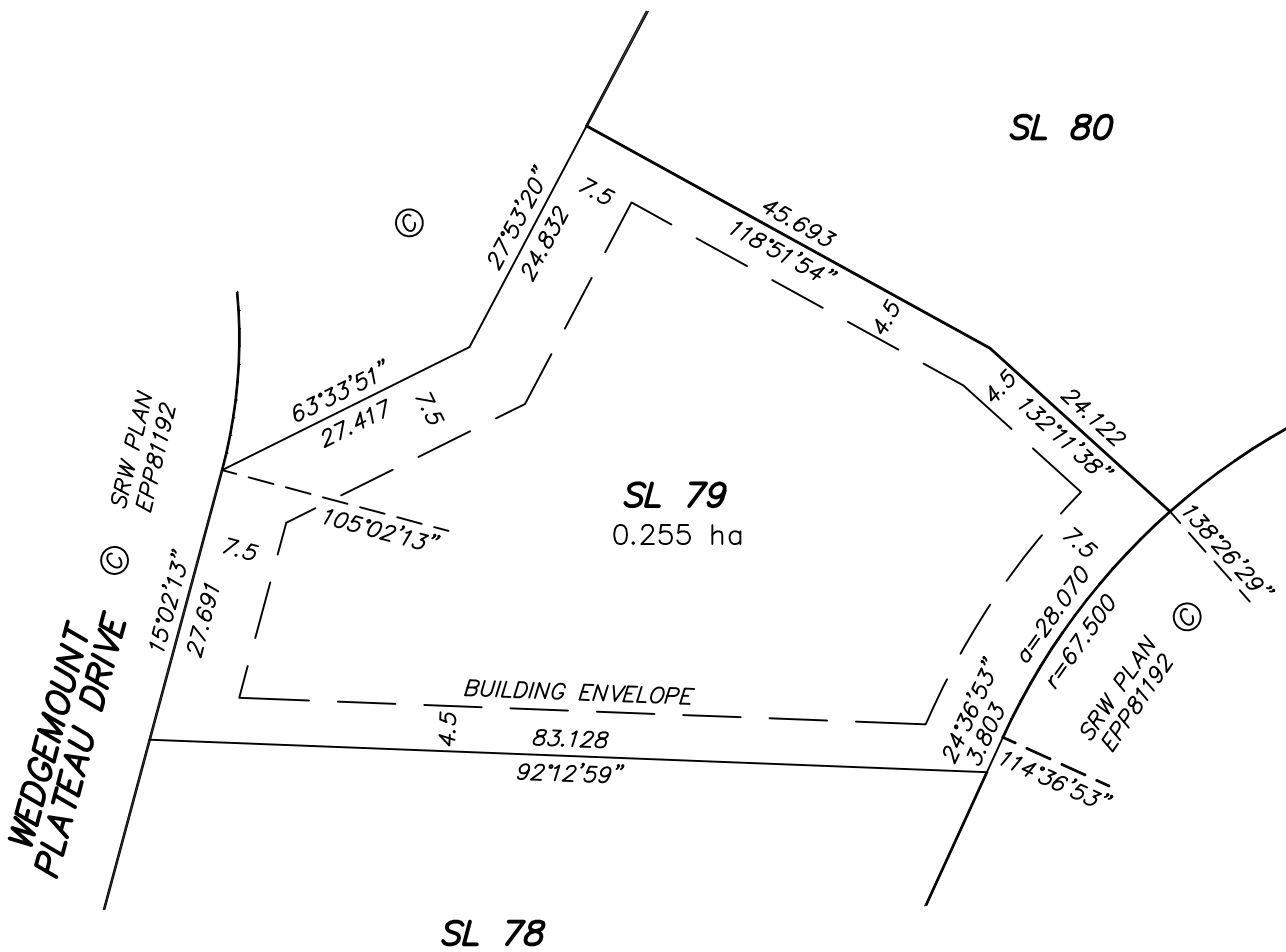 SL 80
27°53'20"
24.832
7.5
45.693
118°51'54"
4.5
©
63°33'51"
27.417
7.5
4.5
24.122
132°11'38"
SRW PLAN
EPP81192
SL 79
0.255 ha
105°02'13"
7.5
138°26'29"
7.5
©
15°02'13"
27.691
a=28.070
r=67.500
©
SRW PLAN
EPP81192
WEDGEMOUNT
PLATEAU DRIVE
BUILDING ENVELOPE
4.5
83.128
92°12'59"
24°36'53"
3.803
114°36'53"
SL 78